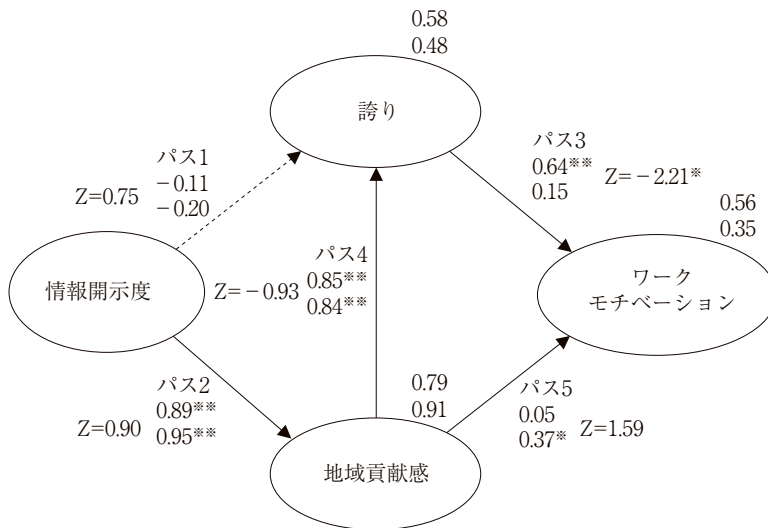 0.58
0.48
誇り
パス1
Z=0.75
−0.11
−0.20
パス3
0.64※※
Z=−2.21※
0.15
0.56
0.35
情報開示度
パス4
Z=−0.93
0.85※※
0.84※※
ワーク
モチベーション
パス2
Z=0.90
0.89※※
0.95※※
0.79
0.91
パス5
0.05
0.37※
Z=1.59
地域貢献感